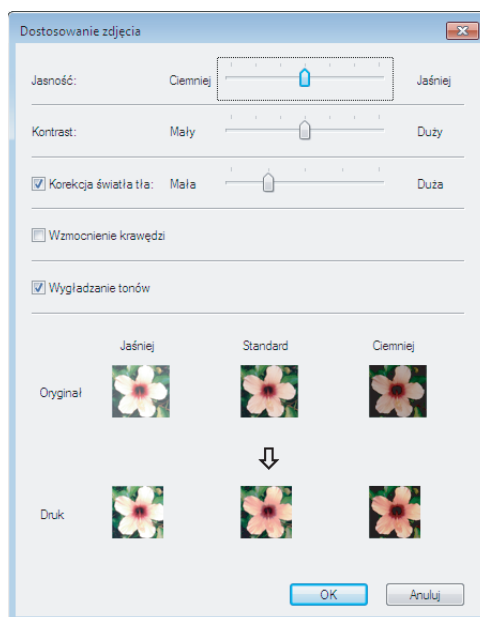 Dostosowanie zdjęcia
Jasność: Ciemniej Jaśniej
Kontrast: Mały Duży
Korekcja światła tła: Mała Duża
Wzmocnienie krawędzi
Wygładzanie tonów
Jaśniej Standard Ciemniej
Oryginał
Druk
OK Anuluj